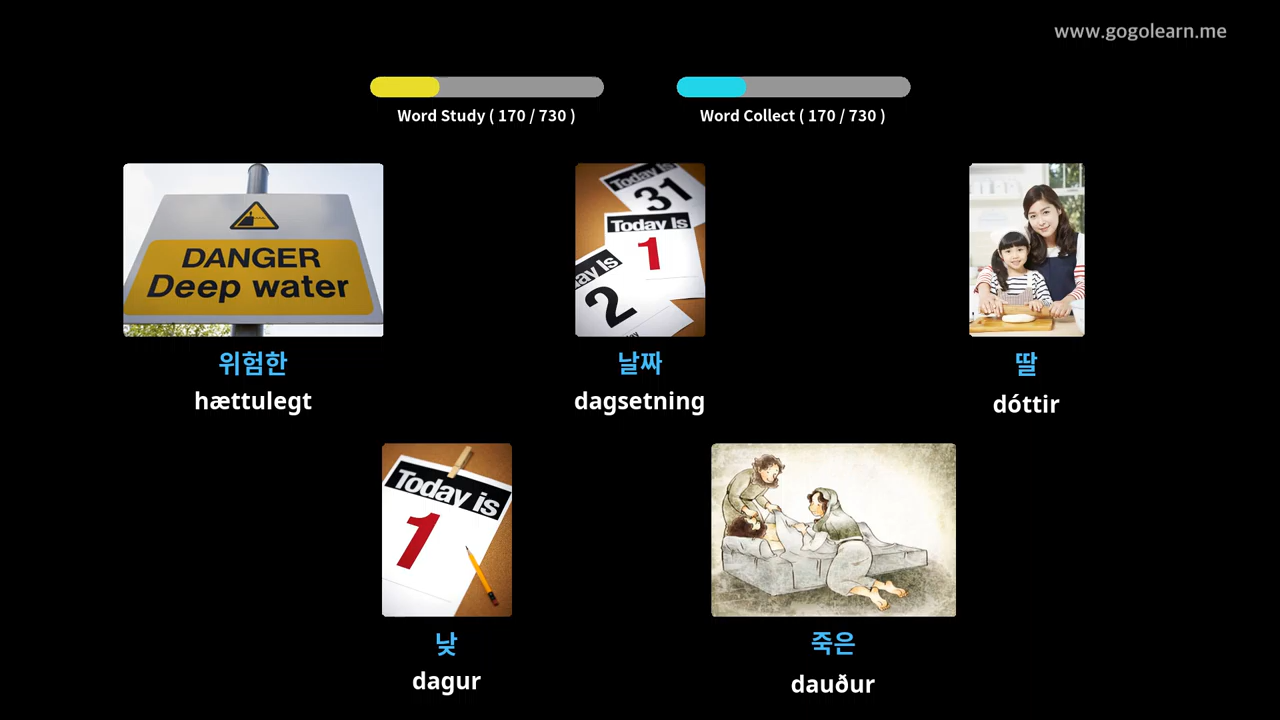 www.gogolearn.me
Word Study ( 170 / 730 )
Word Collect ( 170 / 730 )
DANGER
Deep water
Today Is
31
Today Is
1
ay Is
2
위험한
hættulegt
날짜
dagsetning
딸
dóttir
Today is
1
낮
dagur
죽은
dauður